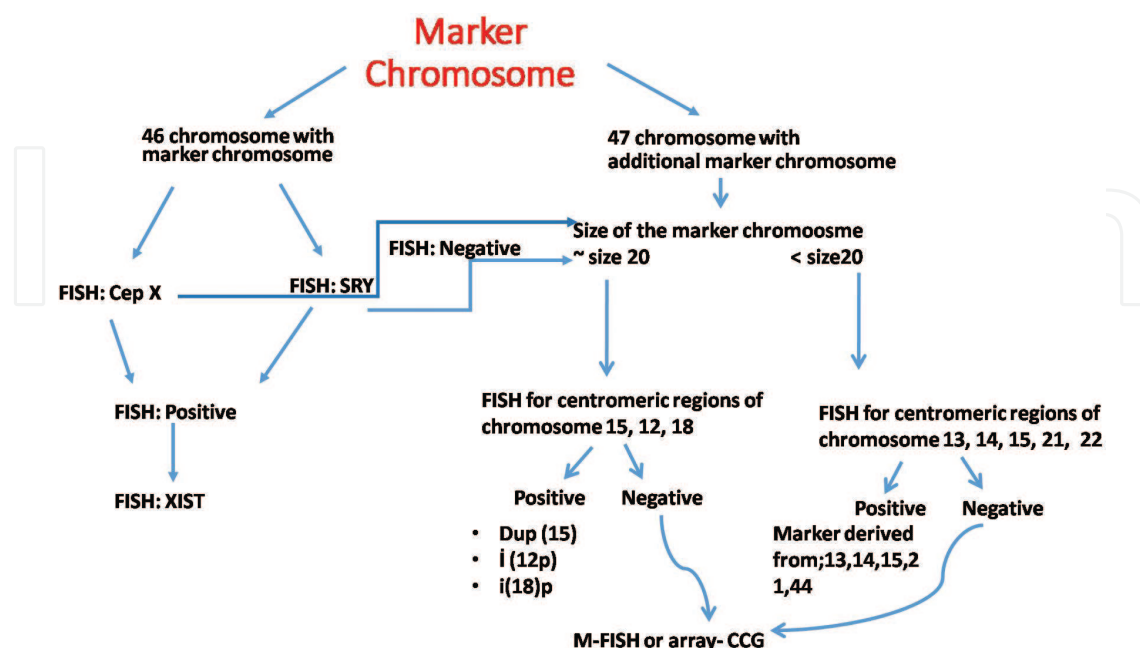 Marker
Chromosome
46 chromosome with
marker chromosome
47 chromosome with
additional marker chromosome
Size of the marker chromoosme
~ size 20
< size20
FISH: Negative
FISH: Cep X
FISH: SRY
FISH: Positive
FISH: XIST
FISH for centromeric regions of
chromosome 15, 12, 18
FISH for centromeric regions of
chromosome 13, 14, 15, 21, 22
Positive
Negative
• Dup (15)
• İ (12p)
• i(18)p
Positive
Negative
Marker derived
from;13,14,15,2
1,44
M-FISH or array- CCG